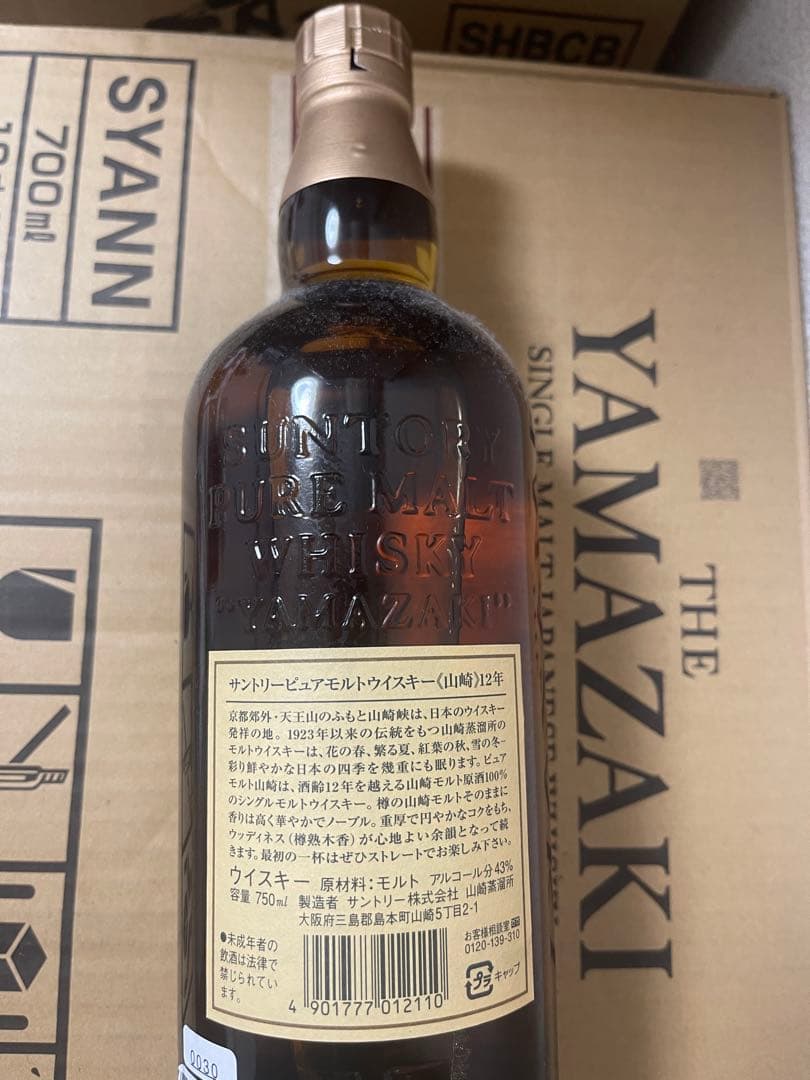 SHBCB
SYANN
700ml
SUNTORY
PURE MALT
WHISKY
"YAMAZAKI"
サントリーピュアモルトウイスキー《山崎》12年
京都郊外・天王山のふもと山崎峡は、日本のウイスキー
発祥の地。1923年以来の伝統をもつ山崎蒸溜所の
モルトウイスキーは、花の春、繁る夏、紅葉の秋、雪の冬–
彩り鮮やかな日本の四季を幾重にも眠ります。ピュア
モルト山崎は、酒齢12年を越える山崎モルト原酒100%
のシングルモルトウイスキー。樽の山崎モルトそのままに
香りは高く華やかでノーブル。重厚で円やかなコクをもち、
ウッディネス(樽熟木香)が心地よい余韻となって続
きます。最初の一杯はぜひストレートでお楽しみ下さい。
ウイスキー 原材料:モルト アルコール分43%
容量 750ml 製造者 サントリー株式会社 山崎蒸溜所
大阪府三島郡島本町山崎5丁目2-1
お客様相談室
0120-139-310
●未成年者の
飲酒は法律で
禁じられてい
ます。
4 901777 012110
プラ キャップ
0030
THE
YAMAZAKI
SINGLE MALT JAPANESE WHISKY